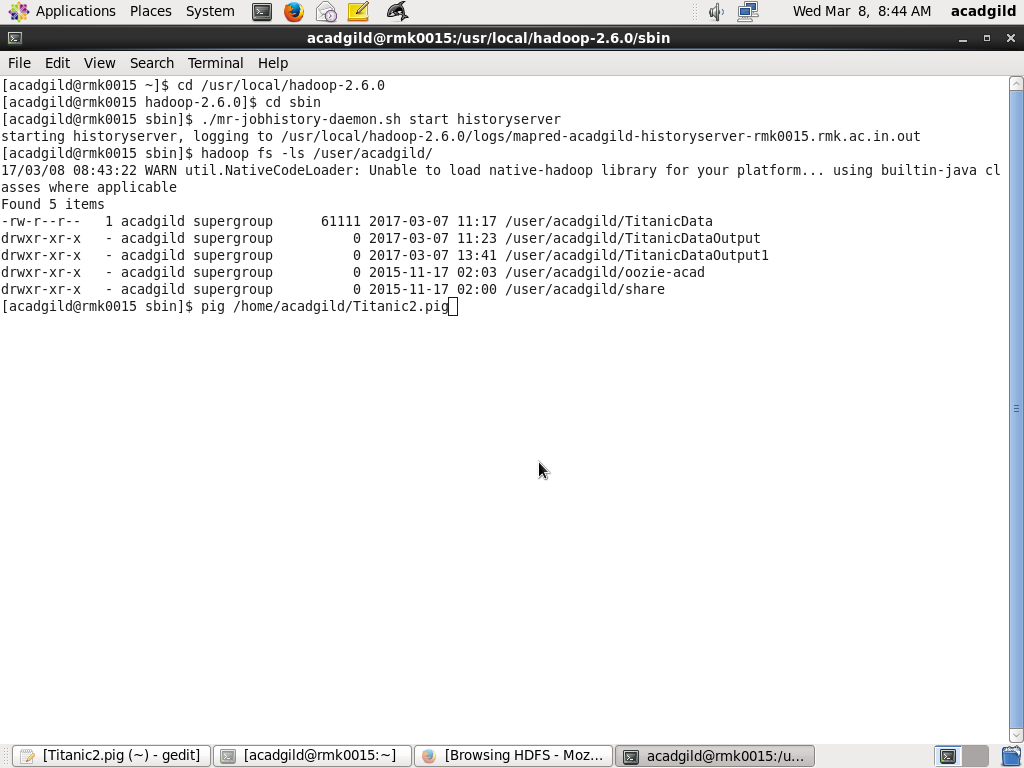 Applications Places System Wed Mar 8, 8:44 AM acadgild
acadgild@rmk0015:/usr/local/hadoop-2.6.0/sbin
File Edit View Search Terminal Help
[acadgild@rmk0015 ~]$ cd /usr/local/hadoop-2.6.0
[acadgild@rmk0015 hadoop-2.6.0]$ cd sbin
[acadgild@rmk0015 sbin]$ ./mr-jobhistory-daemon.sh start historyserver
starting historyserver, logging to /usr/local/hadoop-2.6.0/logs/mapred-acadgild-historyserver-rmk0015.rmk.ac.in.out
[acadgild@rmk0015 sbin]$ hadoop fs -ls /user/acadgild/
17/03/08 08:43:22 WARN util.NativeCodeLoader: Unable to load native-hadoop library for your platform... using builtin-java cl
asses where applicable
Found 5 items
-rw-r--r--   1 acadgild supergroup      61111 2017-03-07 11:17 /user/acadgild/TitanicData
drwxr-xr-x   - acadgild supergroup          0 2017-03-07 11:23 /user/acadgild/TitanicDataOutput
drwxr-xr-x   - acadgild supergroup          0 2017-03-07 13:41 /user/acadgild/TitanicDataOutput1
drwxr-xr-x   - acadgild supergroup          0 2015-11-17 02:03 /user/acadgild/oozie-acad
drwxr-xr-x   - acadgild supergroup          0 2015-11-17 02:00 /user/acadgild/share
[acadgild@rmk0015 sbin]$ pig /home/acadgild/Titanic2.pig
[Titanic2.pig (~) - gedit] [acadgild@rmk0015:~] [Browsing HDFS - Moz... acadgild@rmk0015:/u...